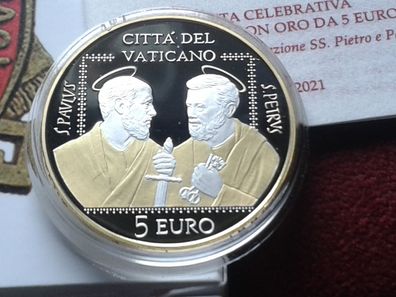 CITTÀ DEL
VATICANO
S. PAVLVS
S. PETRVS
5 EURO
TA CELEBRATIVA
ON ORO DA 5 EURO
zione SS. Pietro e P
2021